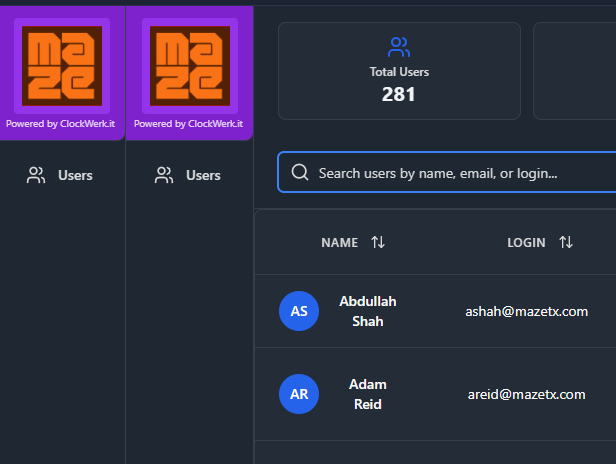 MAZE
Powered by ClockWerk.it
Users
MAZE
Powered by ClockWerk.it
Users
Total Users
281
Search users by name, email, or login...
NAME
LOGIN
AS
Abdullah
Shah
ashah@mazetx.com
AR
Adam
Reid
areid@mazetx.com